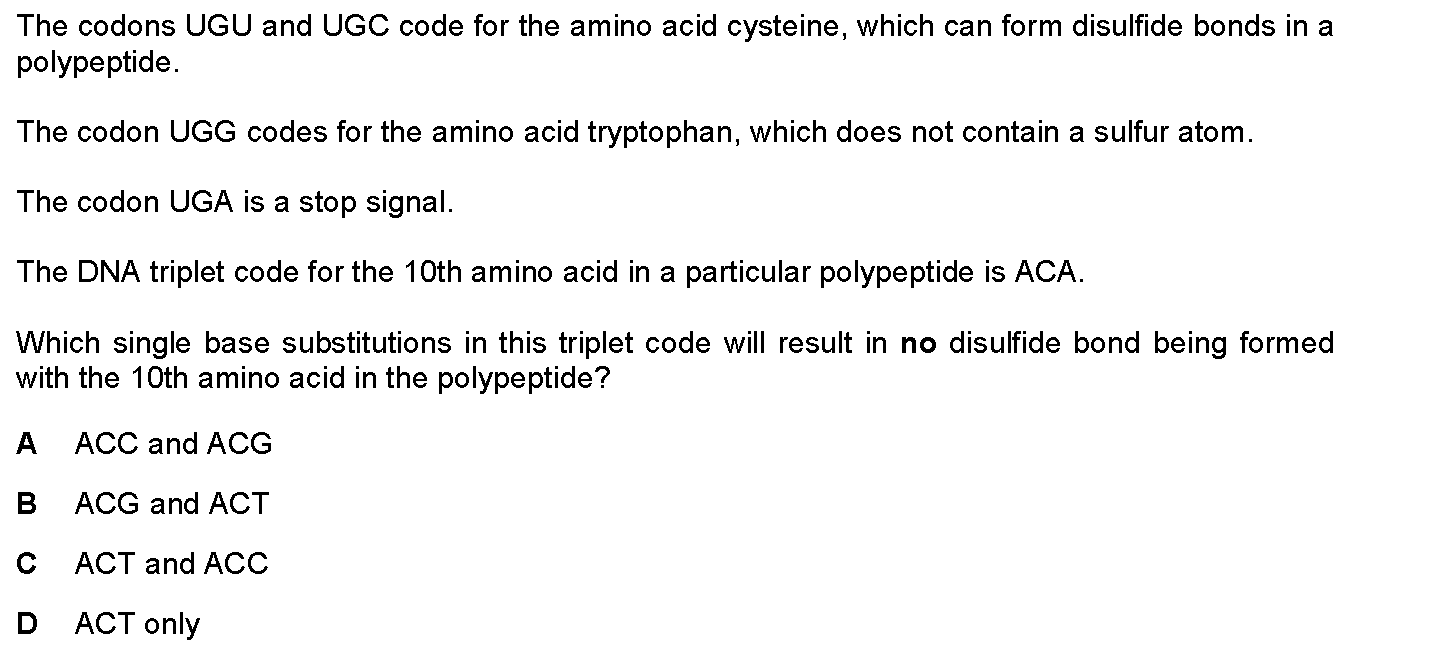 The codons UGU and UGC code for the amino acid cysteine, which can form disulfide bonds in a
polypeptide.
The codon UGG codes for the amino acid tryptophan, which does not contain a sulfur atom.
The codon UGA is a stop signal.
The DNA triplet code for the 10th amino acid in a particular polypeptide is ACA.
Which single base substitutions in this triplet code will result in no disulfide bond being formed
with the 10th amino acid in the polypeptide?
A ACC and ACG
B ACG and ACT
C ACT and ACC
D ACT only